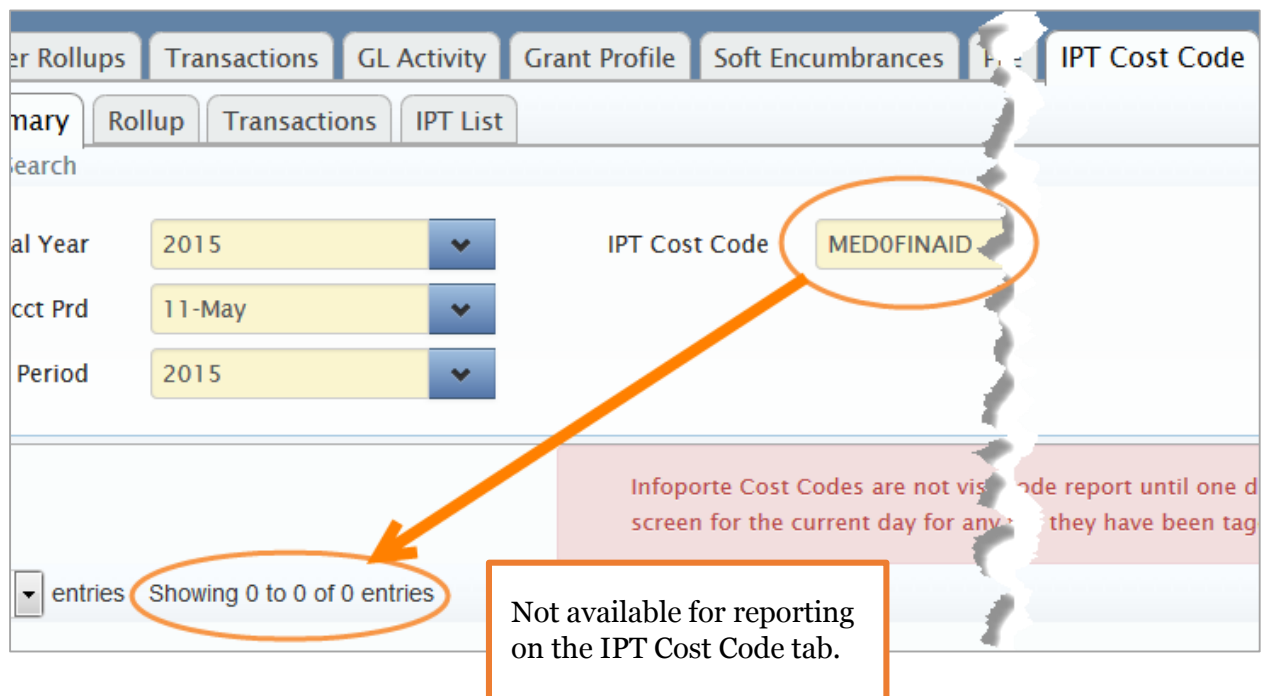 er Rollups Transactions GL Activity Grant Profile Soft Encumbrances IPT Cost Code
mary Rollup Transactions IPT List
Search
al Year 2015 IPT Cost Code MED0FINAID
cct Prd 11-May
Period 2015
Infoporte Cost Codes are not vis ode report until one d
screen for the current day for any they have been tag
entries Showing 0 to 0 of 0 entries
Not available for reporting
on the IPT Cost Code tab.